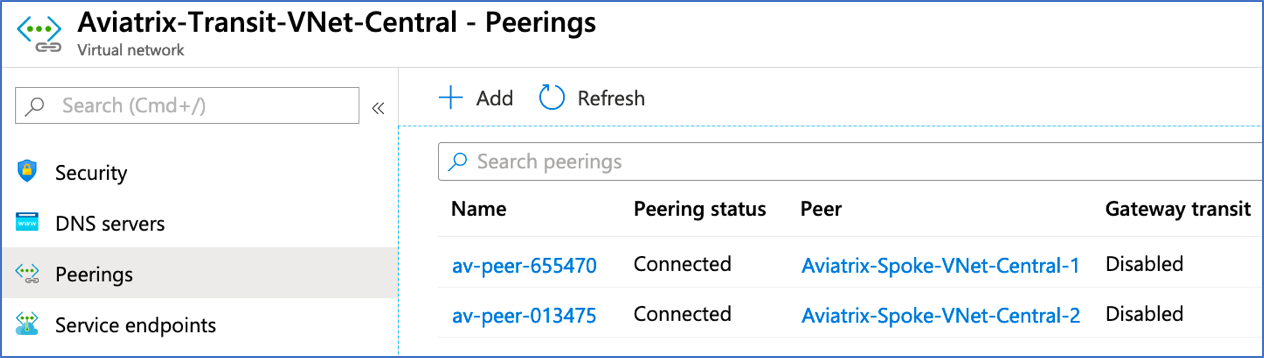 Aviatrix-Transit-VNet-Central - Peerings
Virtual network
Search (Cmd+/)
«
Security
DNS servers
Peerings
Service endpoints
Add
Refresh
Search peerings
Name Peering status Peer Gateway transit
av-peer-655470 Connected Aviatrix-Spoke-VNet-Central-1 Disabled
av-peer-013475 Connected Aviatrix-Spoke-VNet-Central-2 Disabled